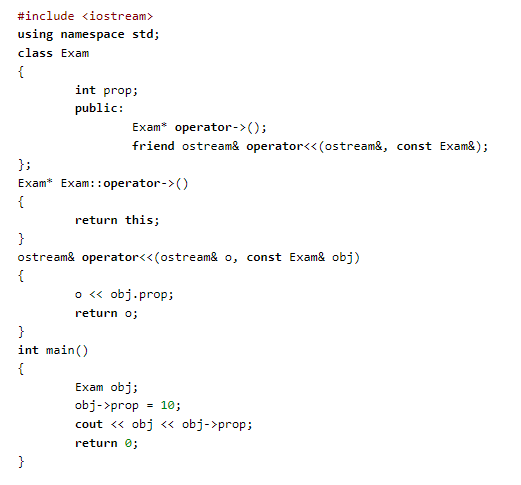 #include <iostream>
using namespace std;
class Exam
{
int prop;
public:
Exam* operator->();
friend ostream& operator<<(ostream&, const Exam&);
};
Exam* Exam::operator->()
{
return this;
}
ostream& operator<<(ostream& o, const Exam& obj)
{
o << obj.prop;
return o;
}
int main()
{
Exam obj;
obj->prop = 10;
cout << obj << obj->prop;
return 0;
}